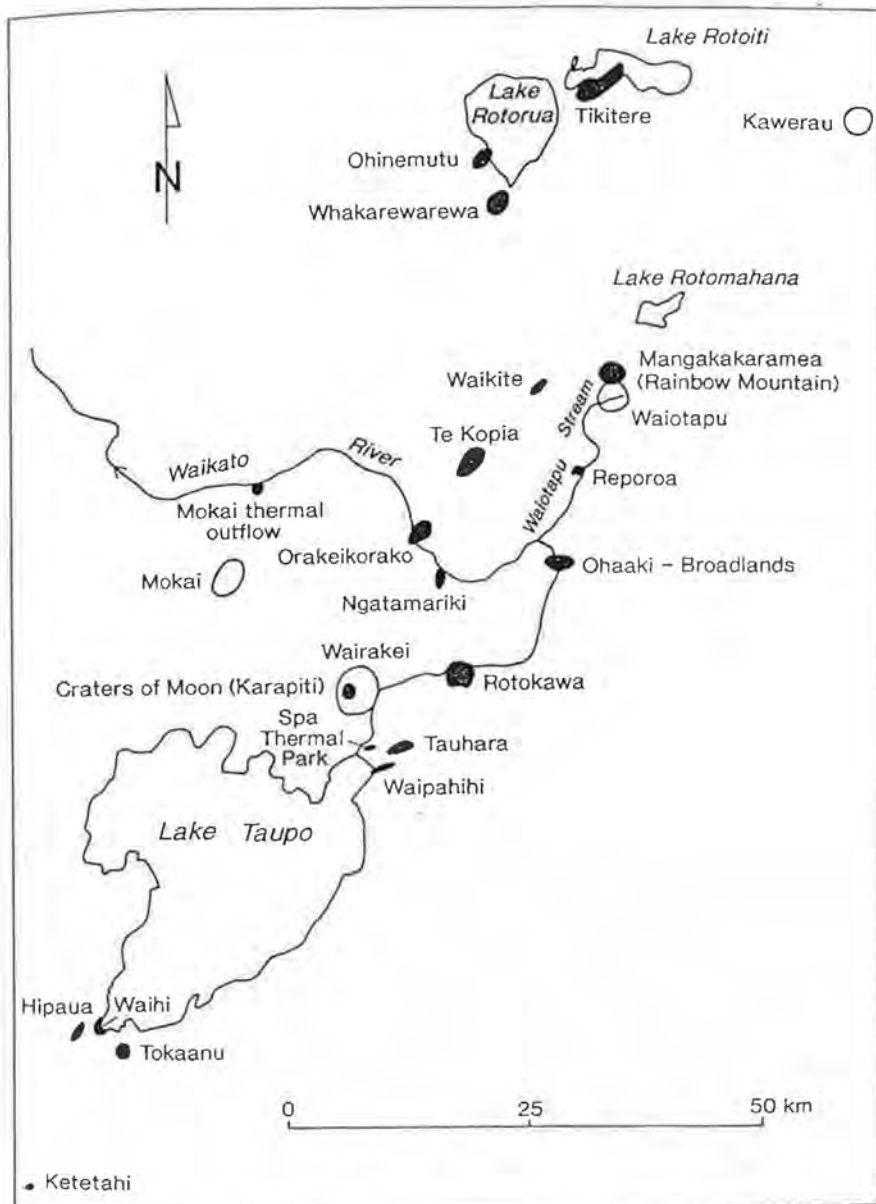 Lake Rotoiti
Lake
Rotorua
Tikitere
Kawerau
Ohinemutu
N
Whakarewarewa
Lake Rotomahana
Mangakakaramea
(Rainbow Mountain)
Waikite
Stream
Waiotapu
Te Kopia
River
Waikato
Waiotapu
Reporoa
Mokai thermal
outflow
Orakeikorako
Ohaaki – Broadlands
Mokai
Ngatamariki
Wairakei
Craters of Moon (Karapiti)
Rotokawa
Spa
Thermal
Park
Tauhara
Waipahihi
Lake Taupo
Hipaua
Waihi
Tokaanu
0 25 50 km
Ketetahi